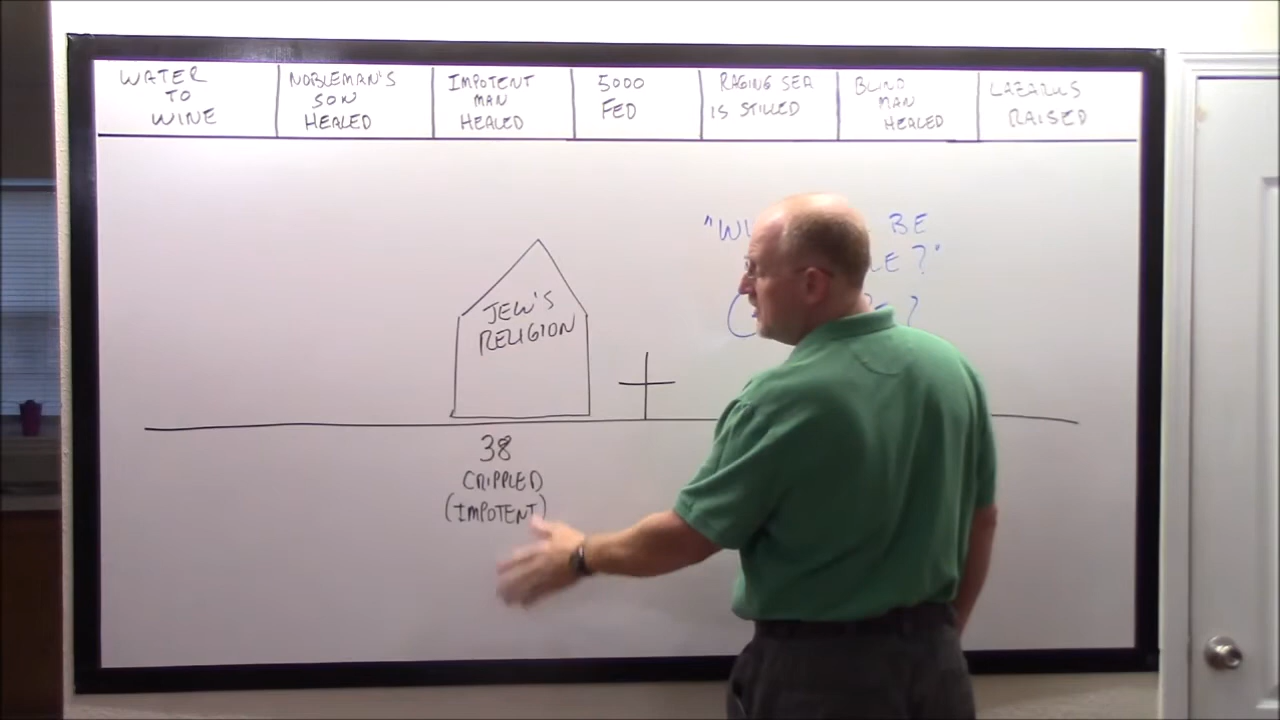 WATER
TO
WINE
NOBLEMAN'S
SON
HEALED
IMPOTENT
MAN
HEALED
5000
FED
RAGING SEA
IS STILLED
BLIND
MAN
HEALED
LAZARUS
RAISED
JEW'S
RELIGION
38
CRIPPLED
(IMPOTENT)
BE
?"
?